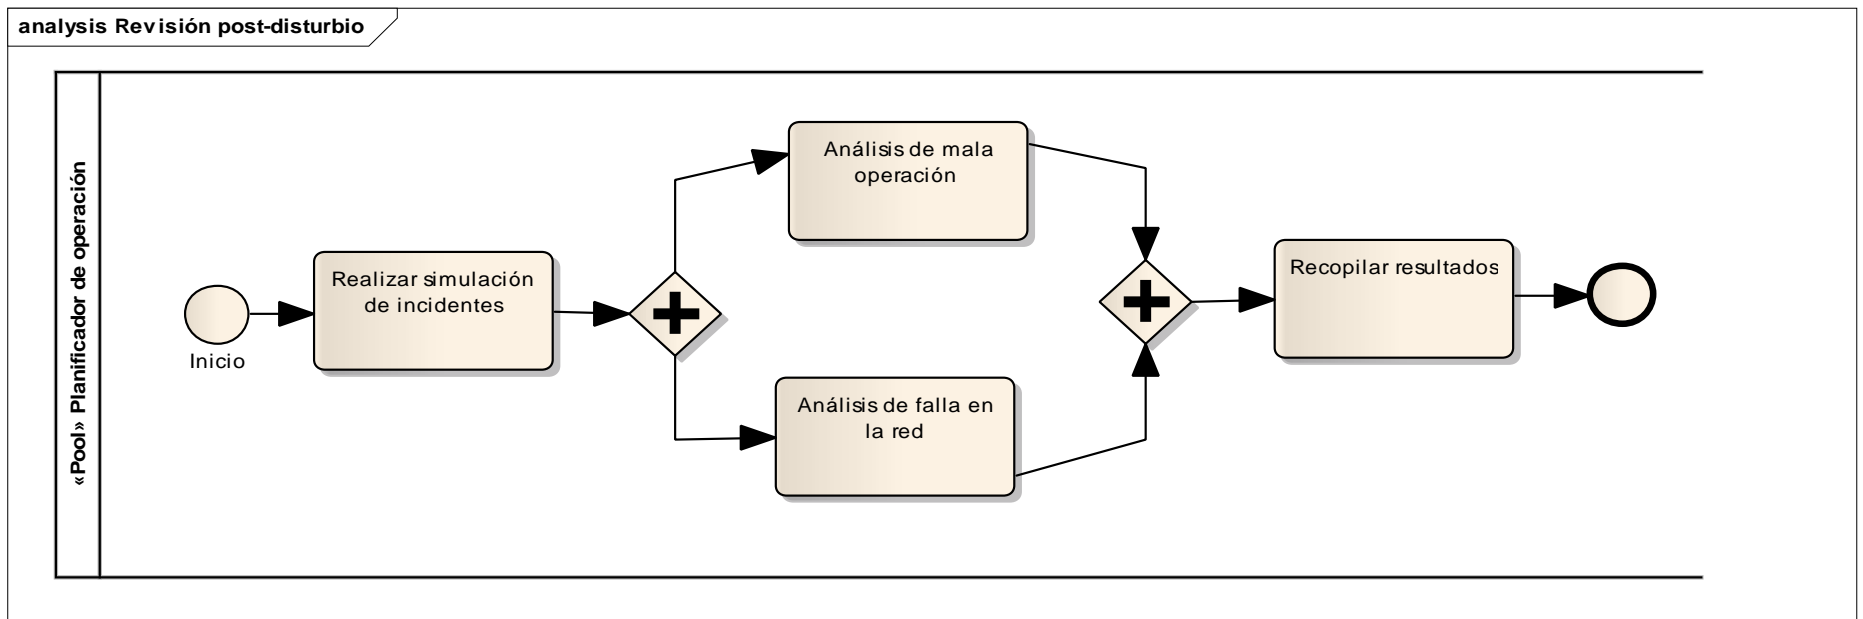 analysis Revisión post-disturbio
«Pool» Planificador de operación
Inicio
Realizar simulación
de incidentes
Análisis de mala
operación
Análisis de falla en
la red
Recopilar resultados